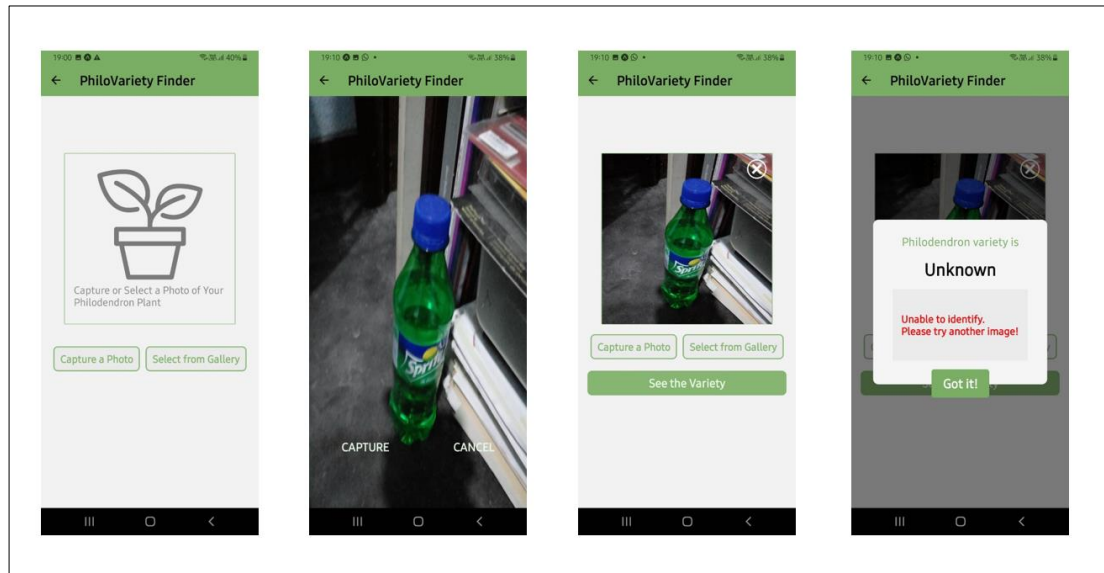 19:00
40%
PhiloVariety Finder
Capture or Select a Photo of Your
Philodendron Plant
Capture a Photo
Select from Gallery
19:10
38%
PhiloVariety Finder
Sprite
CAPTURE
CANCEL
19:10
38%
PhiloVariety Finder
Sprite
Capture a Photo
Select from Gallery
See the Variety
19:10
38%
PhiloVariety Finder
Philodendron variety is
Unknown
Unable to identify.
Please try another image!
Got it!